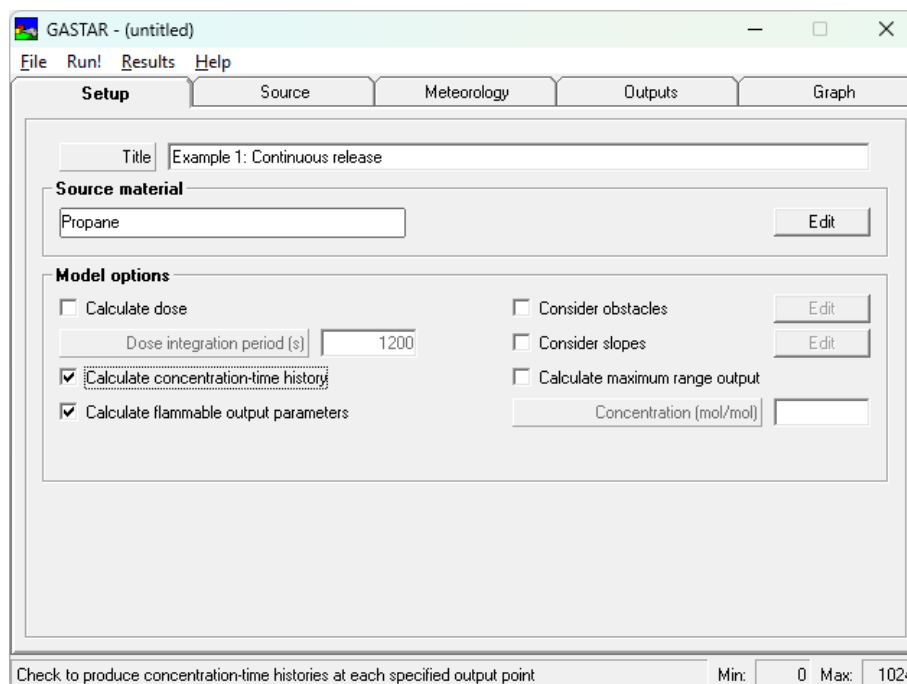 GASTAR - (untitled)
File Run! Results Help
Setup Source Meteorology Outputs Graph
Title Example 1: Continuous release
Source material
Propane Edit
Model options
Calculate dose Consider obstacles Edit
Dose integration period (s) 1200 Consider slopes Edit
Calculate concentration-time history Calculate maximum range output
Calculate flammable output parameters Concentration (mol/mol)
Check to produce concentration-time histories at each specified output point Min: 0 Max: 1024